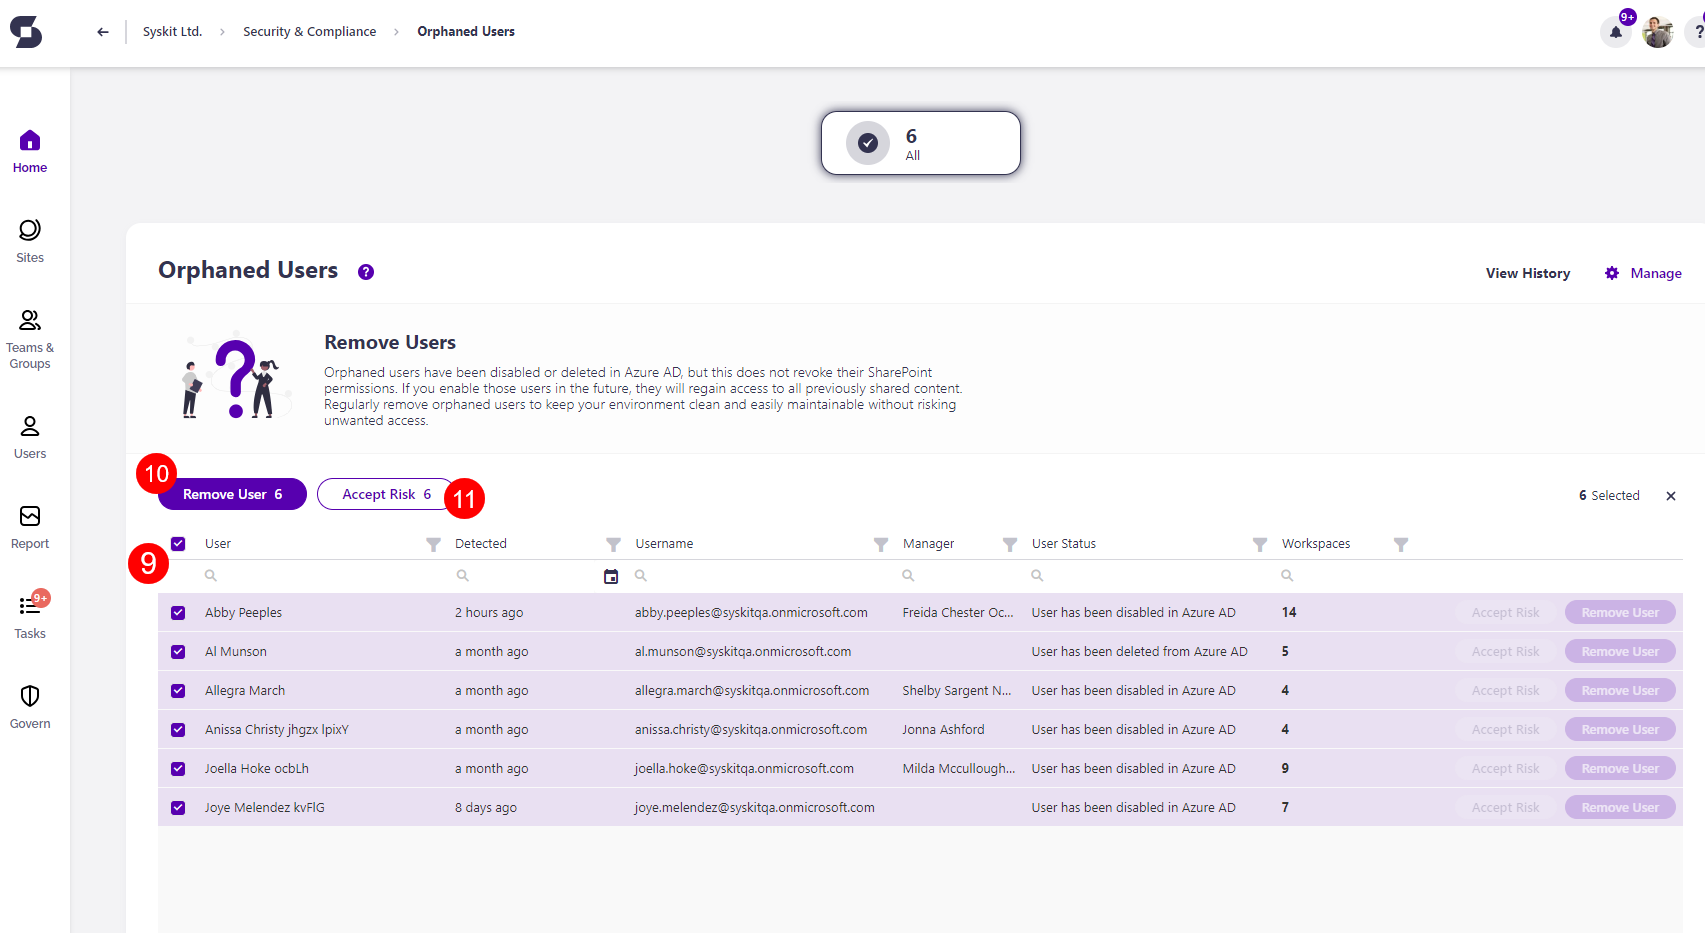 Syskit Ltd. > Security & Compliance > Orphaned Users
9+
?
6
All
Home
Sites
Teams &
Groups
Users
Report
9+
Tasks
Govern
Orphaned Users ?
View History Manage
Remove Users
Orphaned users have been disabled or deleted in Azure AD, but this does not revoke their SharePoint
permissions. If you enable those users in the future, they will regain access to all previously shared content.
Regularly remove orphaned users to keep your environment clean and easily maintainable without risking
unwanted access.
10
Remove User 6 Accept Risk 6
11
6 Selected
9
User Detected Username Manager User Status Workspaces
Abby Peeples 2 hours ago abby.peeples@syskitqa.onmicrosoft.com Freida Chester Oc... User has been disabled in Azure AD 14 Accept Risk Remove User
Al Munson a month ago al.munson@syskitqa.onmicrosoft.com User has been deleted from Azure AD 5 Accept Risk Remove User
Allegra March a month ago allegra.march@syskitqa.onmicrosoft.com Shelby Sargent N... User has been disabled in Azure AD 4 Accept Risk Remove User
Anissa Christy jhgzx lpixY a month ago anissa.christy@syskitqa.onmicrosoft.com Jonna Ashford User has been disabled in Azure AD 4 Accept Risk Remove User
Joella Hoke ocbLh a month ago joella.hoke@syskitqa.onmicrosoft.com Milda Mccullough... User has been disabled in Azure AD 9 Accept Risk Remove User
Joye Melendez kvFlG 8 days ago joye.melendez@syskitqa.onmicrosoft.com User has been disabled in Azure AD 7 Accept Risk Remove User